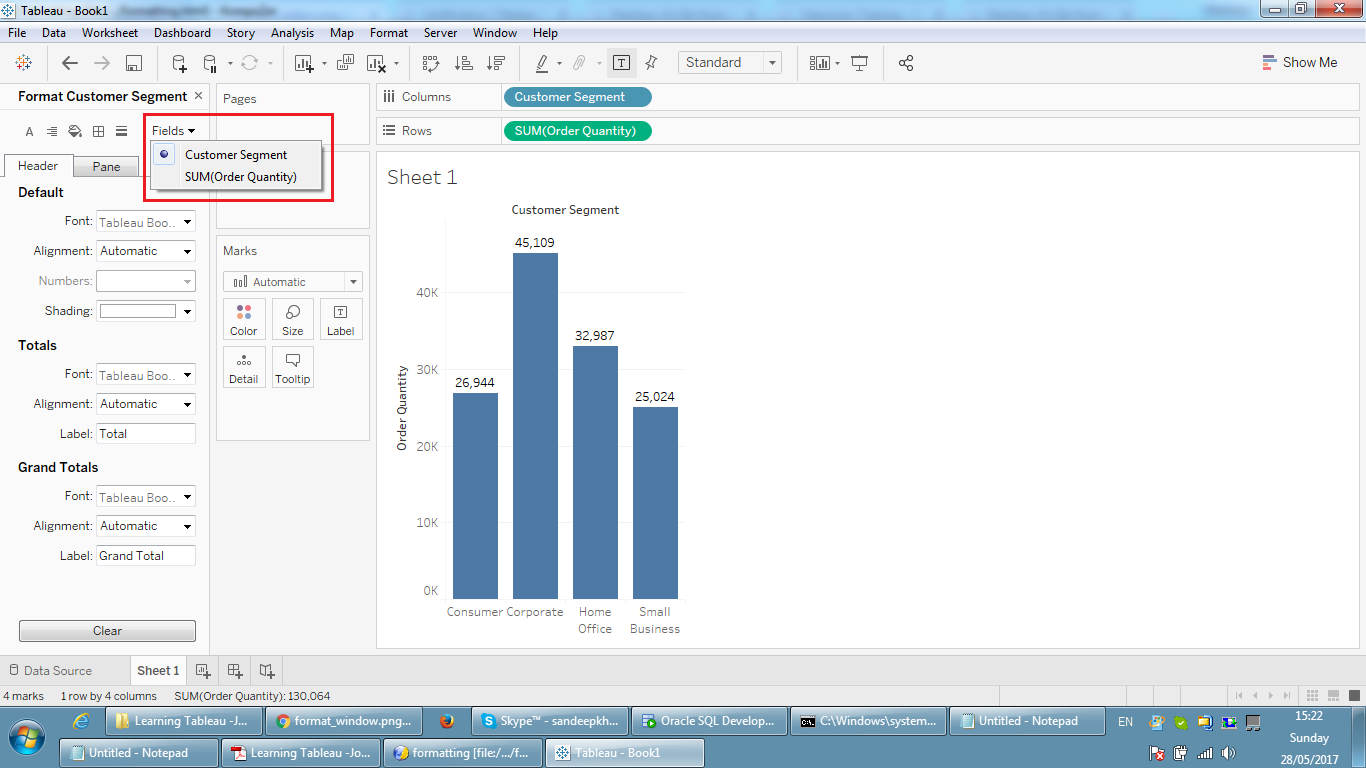 Tableau - Book1
File Data Worksheet Dashboard Story Analysis Map Format Server Window Help
Standard
Show Me
Format Customer Segment
Fields
Customer Segment
SUM(Order Quantity)
Header Pane
Default
Font: Tableau Boo..
Alignment: Automatic
Numbers:
Shading:
Totals
Font: Tableau Boo..
Alignment: Automatic
Label: Total
Grand Totals
Font: Tableau Boo..
Alignment: Automatic
Label: Grand Total
Clear
Pages
Marks
Automatic
Color Size Label
Detail Tooltip
Columns Customer Segment
Rows SUM(Order Quantity)
Sheet 1
Customer Segment
45,109
40K
32,987
30K
26,944
25,024
Order Quantity
20K
10K
0K
Consumer Corporate Home Small
Office Business
Data Source Sheet 1
4 marks 1 row by 4 columns SUM(Order Quantity): 130,064
Learning Tableau -J... format_window.png... Skype™ - sandeepkh... Oracle SQL Develop... C:\Windows\system... Untitled - Notepad EN 15:22
Sunday
Untitled - Notepad Learning Tableau -Jo... formatting [file:/.../f... Tableau - Book1 28/05/2017